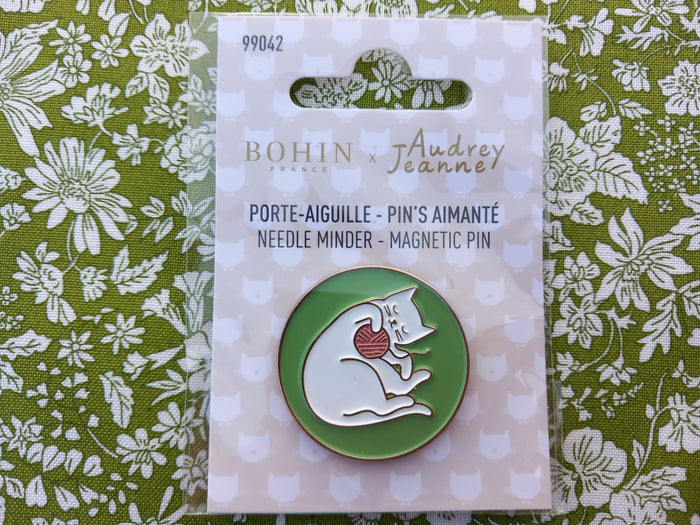 99042
BOHIN x Audrey
FRANCE Jeanne
PORTE-AIGUILLE - PIN'S AIMANTÉ
NEEDLE MINDER - MAGNETIC PIN